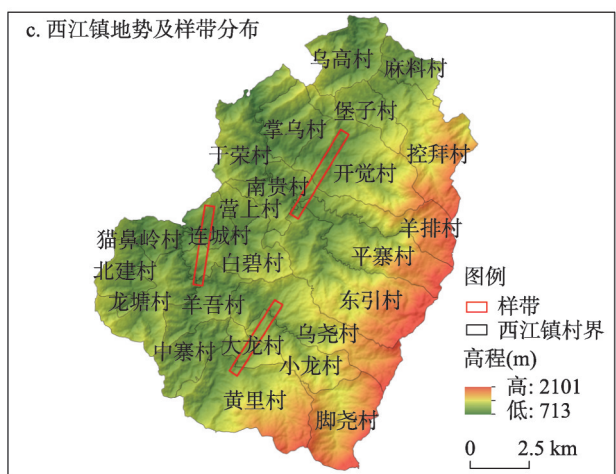 c. 西江镇地势及样带分布
乌高村
麻料村
堡子村
掌乌村
控拜村
干荣村
开觉村
南贵村
营上村
羊排村
猫鼻岭村
连城村
平寨村
白碧村
北建村
龙塘村
羊吾村
东引村
乌尧村
中寨村
大龙村
小龙村
黄里村
脚尧村
图例
样带
西江镇村界
高程(m)
高: 2101
低: 713
0 2.5 km